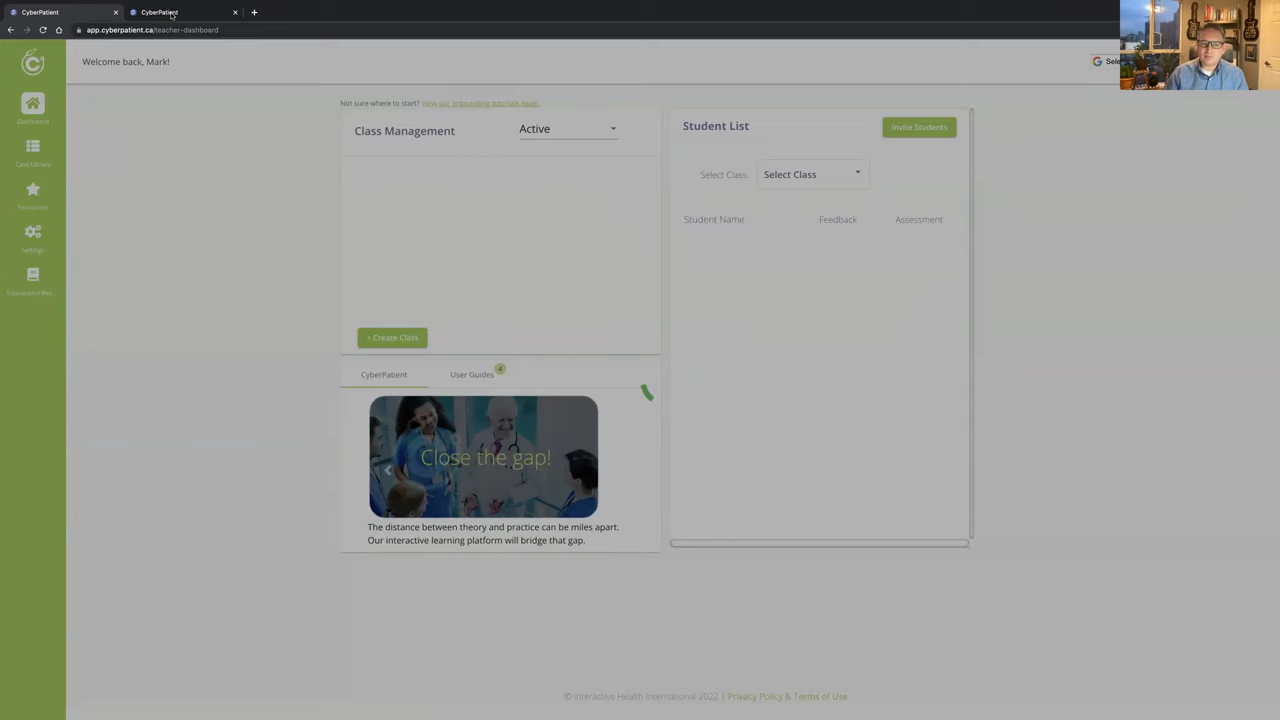 CyberPatient
CyberPatient
app.cyberpatient.ca/teacher-dashboard
Welcome back, Mark!
Dashboard
Case Library
Favourites
Settings
Educational Res...
Not sure where to start? View our onboarding tutorials again.
Class Management
Active
+ Create Class
CyberPatient
User Guides
4
Close the gap!
The distance between theory and practice can be miles apart.
Our interactive learning platform will bridge that gap.
Student List
Invite Students
Select Class
Select Class
Student Name
Feedback
Assessment
© Interactive Health International 2022 | Privacy Policy & Terms of Use